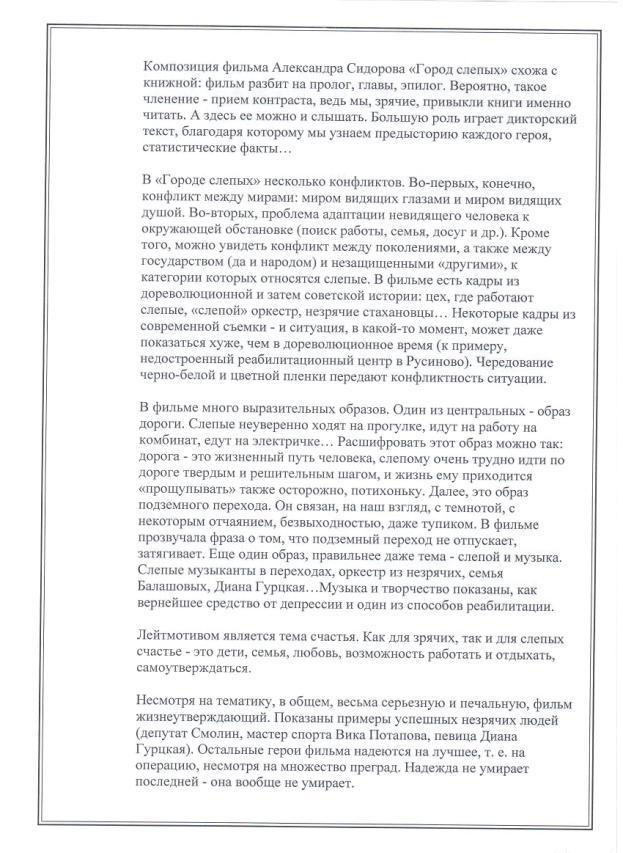 Композиция фильма Александра Сидорова «Город слепых» схожа с
книжной: фильм разбит на пролог, главы, эпилог. Вероятно, такое
членение - прием контраста, ведь мы, зрячие, привыкли книги именно
читать. А здесь ее можно и слышать. Большую роль играет дикторский
текст, благодаря которому мы узнаем предысторию каждого героя,
статистические факты…
В «Городе слепых» несколько конфликтов. Во-первых, конечно,
конфликт между мирами: миром видящих глазами и миром видящих
душой. Во-вторых, проблема адаптации невидящего человека к
окружающей обстановке (поиск работы, семья, досуг и др.). Кроме
того, можно увидеть конфликт между поколениями, а также между
государством (да и народом) и незащищенными «другими», к
категории которых относятся слепые. В фильме есть кадры из
дореволюционной и затем советской истории: цех, где работают
слепые, «слепой» оркестр, незрячие стахановцы… Некоторые кадры из
современной съемки - и ситуация, в какой-то момент, может даже
показаться хуже, чем в дореволюционное время (к примеру,
недостроенный реабилитационный центр в Русиново). Чередование
черно-белой и цветной пленки передают конфликтность ситуации.
В фильме много выразительных образов. Один из центральных - образ
дороги. Слепые неуверенно ходят на прогулке, идут на работу на
комбинат, едут на электричке… Расшифровать этот образ можно так:
дорога - это жизненный путь человека, слепому очень трудно идти по
дороге твердым и решительным шагом, и жизнь ему приходится
«прощупывать» также осторожно, потихоньку. Далее, это образ
подземного перехода. Он связан, на наш взгляд, с темнотой, с
некоторым отчаянием, безвыходностью, даже тупиком. В фильме
прозвучала фраза о том, что подземный переход не отпускает,
затягивает. Еще один образ, правильнее даже тема - слепой и музыка.
Слепые музыканты в переходах, оркестр из незрячих, семья
Балашовых, Диана Гурцкая…Музыка и творчество показаны, как
вернейшее средство от депрессии и один из способов реабилитации.
Лейтмотивом является тема счастья. Как для зрячих, так и для слепых
счастье - это дети, семья, любовь, возможность работать и отдыхать,
самоутверждаться.
Несмотря на тематику, в общем, весьма серьезную и печальную, фильм
жизнеутверждающий. Показаны примеры успешных незрячих людей
(депутат Смолин, мастер спорта Вика Потапова, певица Диана
Гурцкая). Остальные герои фильма надеются на лучшее, т. е. на
операцию, несмотря на множество преград. Надежда не умирает
последней - она вообще не умирает.